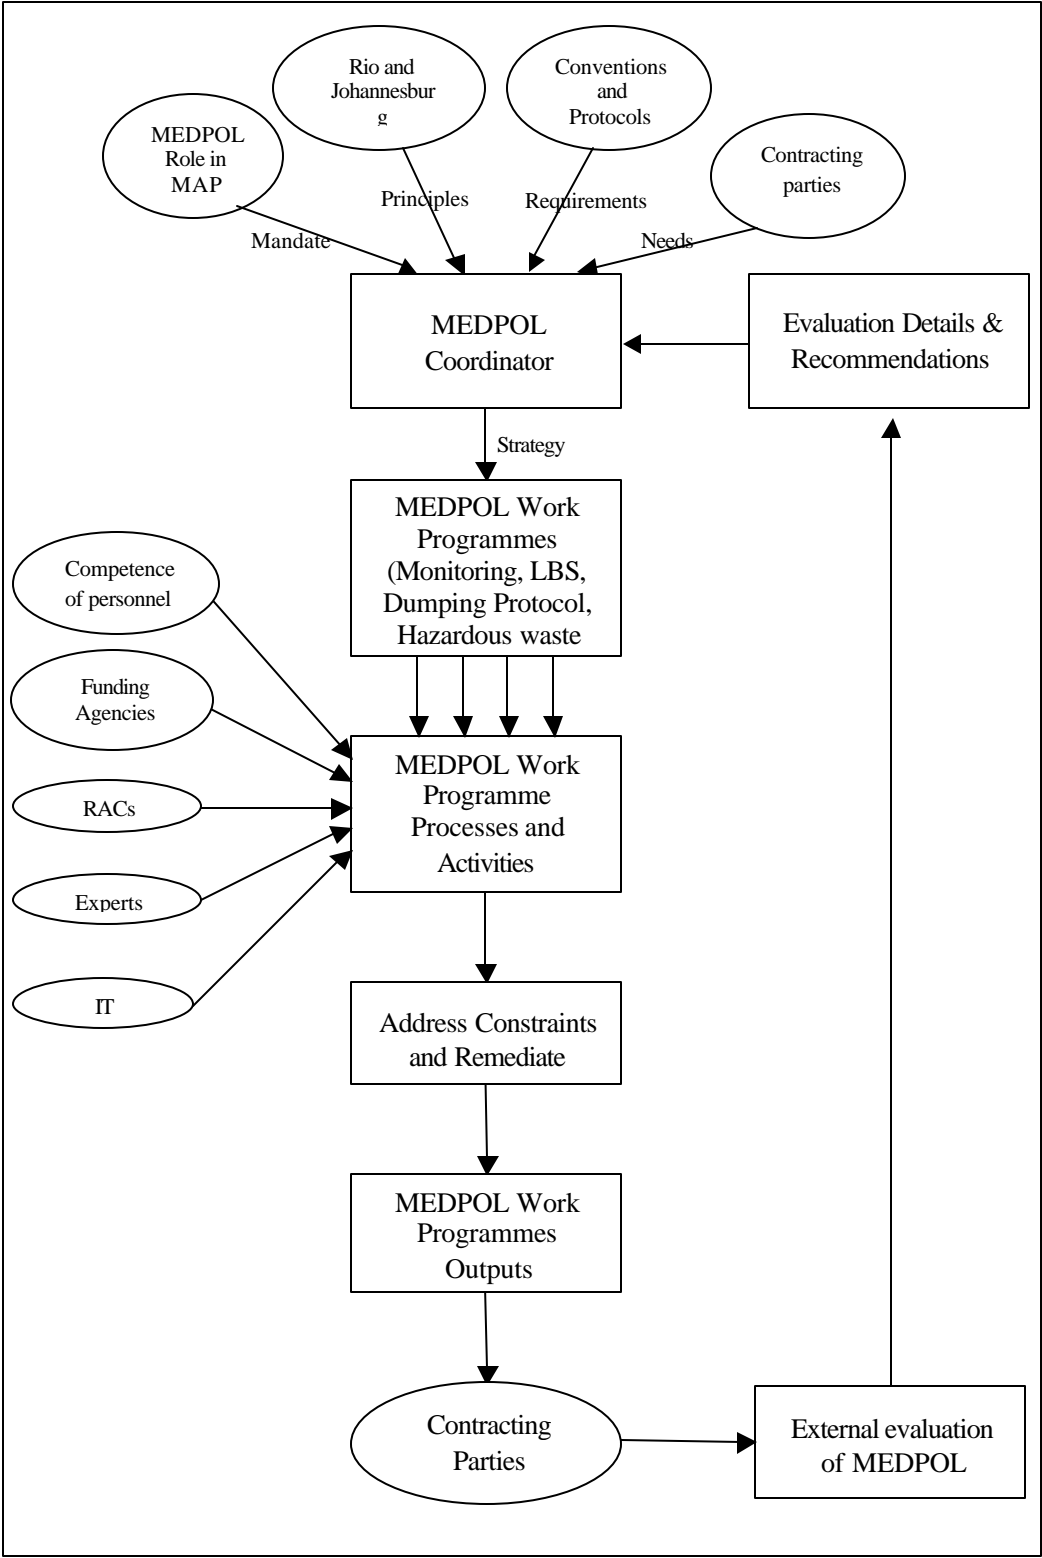 Rio and
Johannesbur
g
Conventions
and
Protocols
MEDPOL
Role in
MAP
Contracting
parties
Principles
Requirements
Mandate
Needs
MEDPOL
Coordinator
Evaluation Details &
Recommendations
Strategy
MEDPOL Work
Programmes
(Monitoring, LBS,
Dumping Protocol,
Hazardous waste
Competence
of personnel
Funding
Agencies
RACs
Experts
IT
MEDPOL Work
Programme
Processes and
Activities
Address Constraints
and Remediate
MEDPOL Work
Programmes
Outputs
Contracting
Parties
External evaluation
of MEDPOL